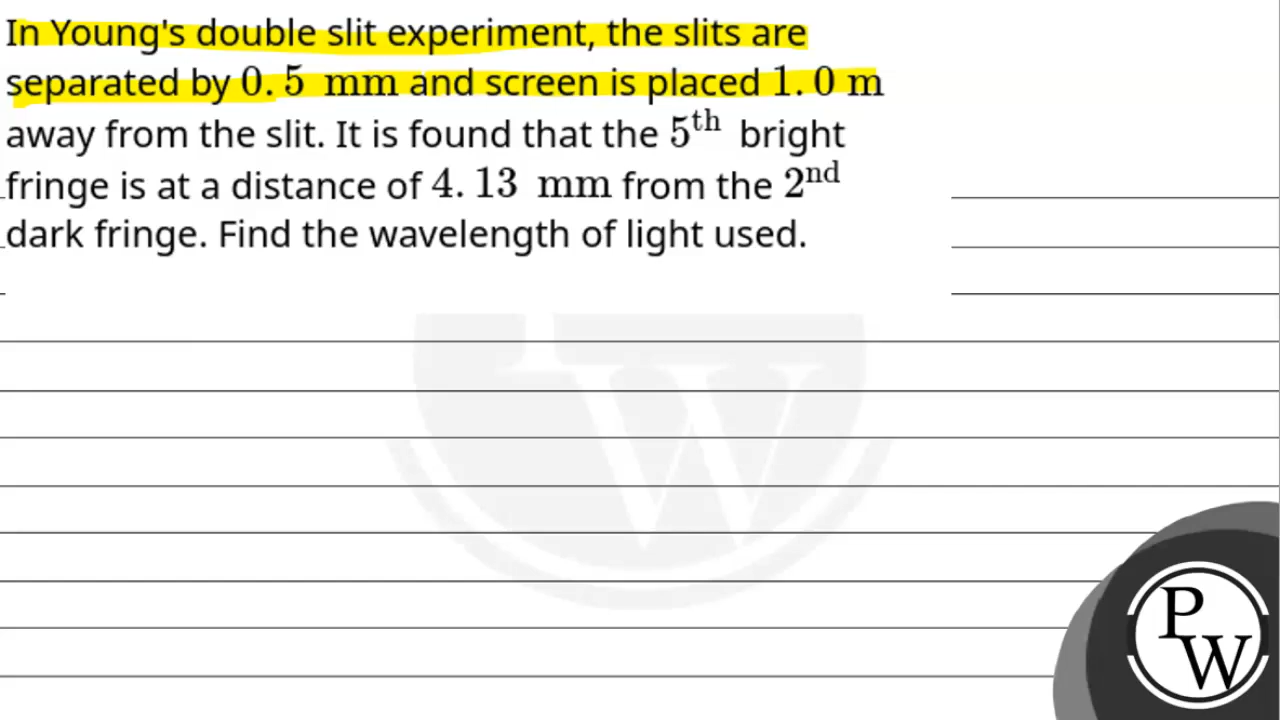 In Young's double slit experiment, the slits are
separated by 0. 5 mm and screen is placed 1. 0 m
away from the slit. It is found that the 5th bright
fringe is at a distance of 4. 13 mm from the 2nd
dark fringe. Find the wavelength of light used.
W
P
W